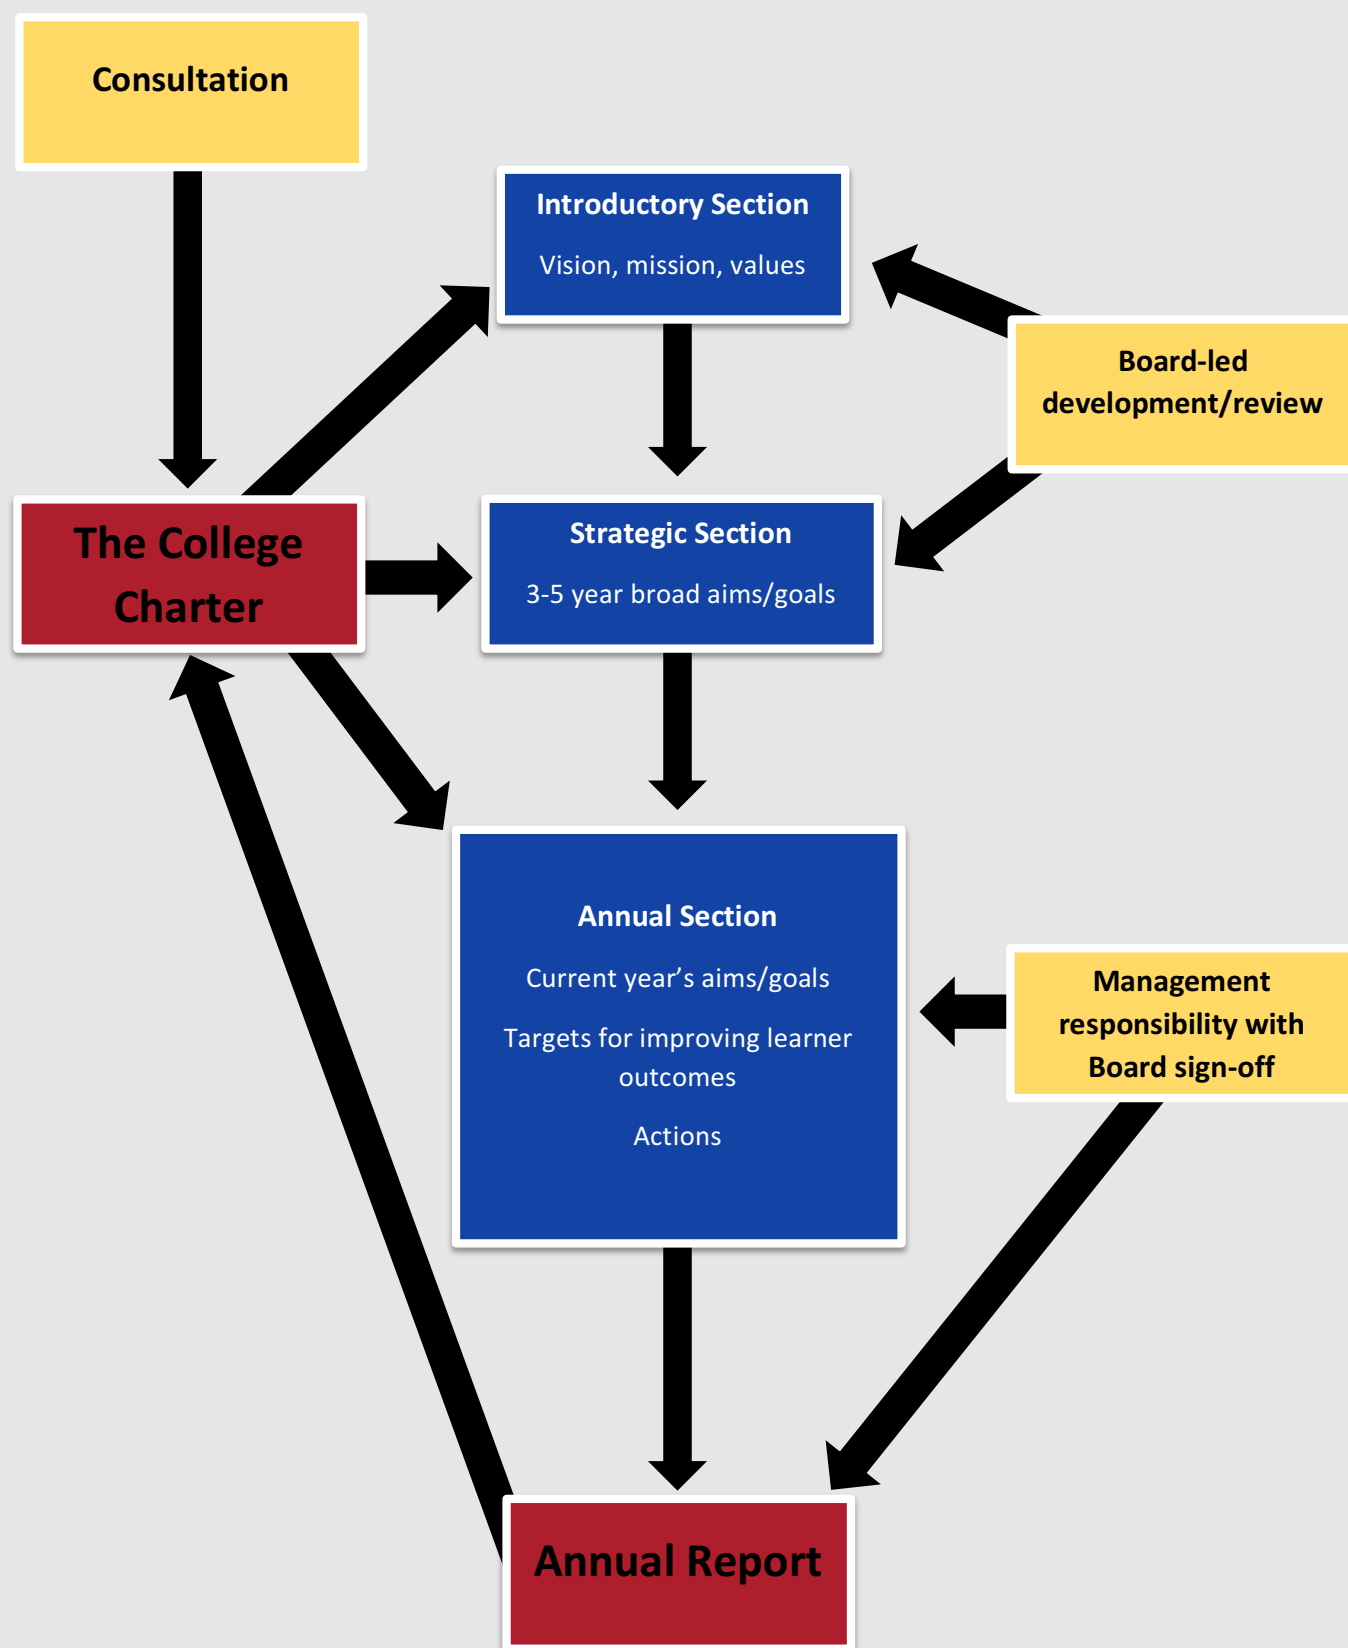 Consultation
Introductory Section
Vision, mission, values
Board-led
development/review
The College
Charter
Strategic Section
3-5 year broad aims/goals
Annual Section
Current year’s aims/goals
Targets for improving learner
outcomes
Actions
Management
responsibility with
Board sign-off
Annual Report